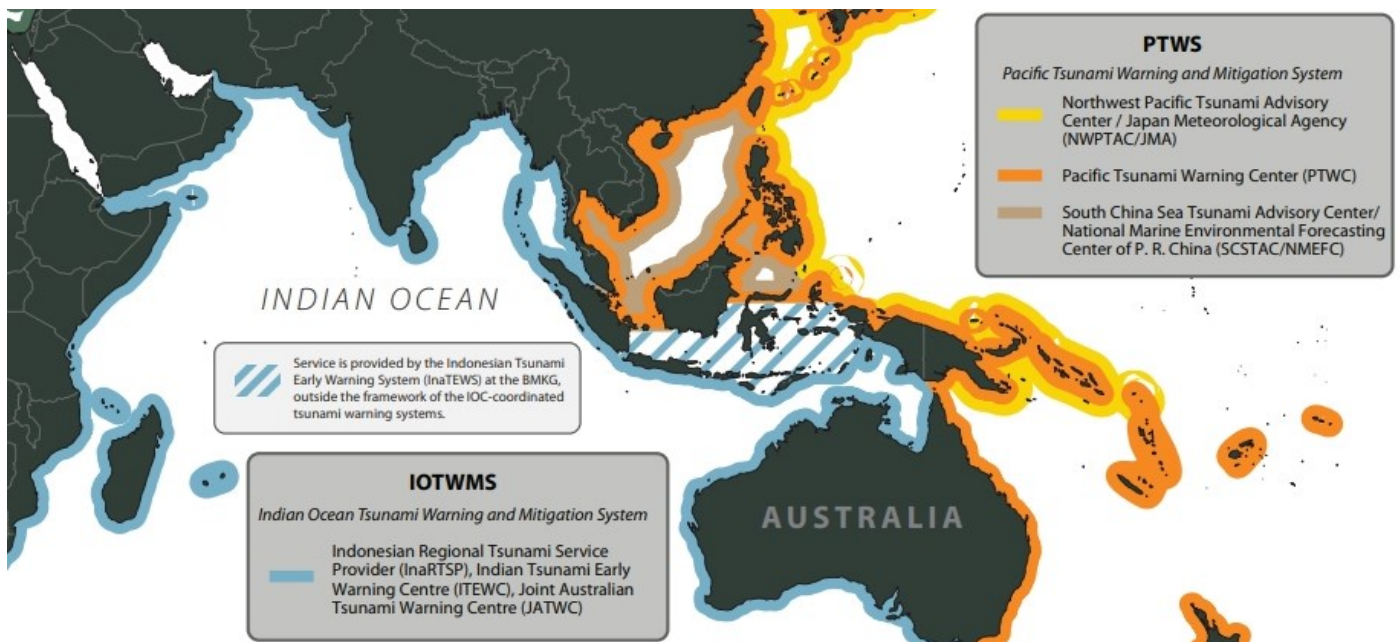 PTWS
Pacific Tsunami Warning and Mitigation System
Northwest Pacific Tsunami Advisory
Center / Japan Meteorological Agency
(NWPTAC/JMA)
Pacific Tsunami Warning Center (PTWC)
South China Sea Tsunami Advisory Center/
National Marine Environmental Forecasting
Center of P. R. China (SCSTAC/NMEFC)
INDIAN OCEAN
Service is provided by the Indonesian Tsunami
Early Warning System (InaTEWS) at the BMKG,
outside the framework of the IOC-coordinated
tsunami warning systems.
IOTWMS
Indian Ocean Tsunami Warning and Mitigation System
Indonesian Regional Tsunami Service
Provider (InaRTSP), Indian Tsunami Early
Warning Centre (ITEWC), Joint Australian
Tsunami Warning Centre (JATWC)
AUSTRALIA